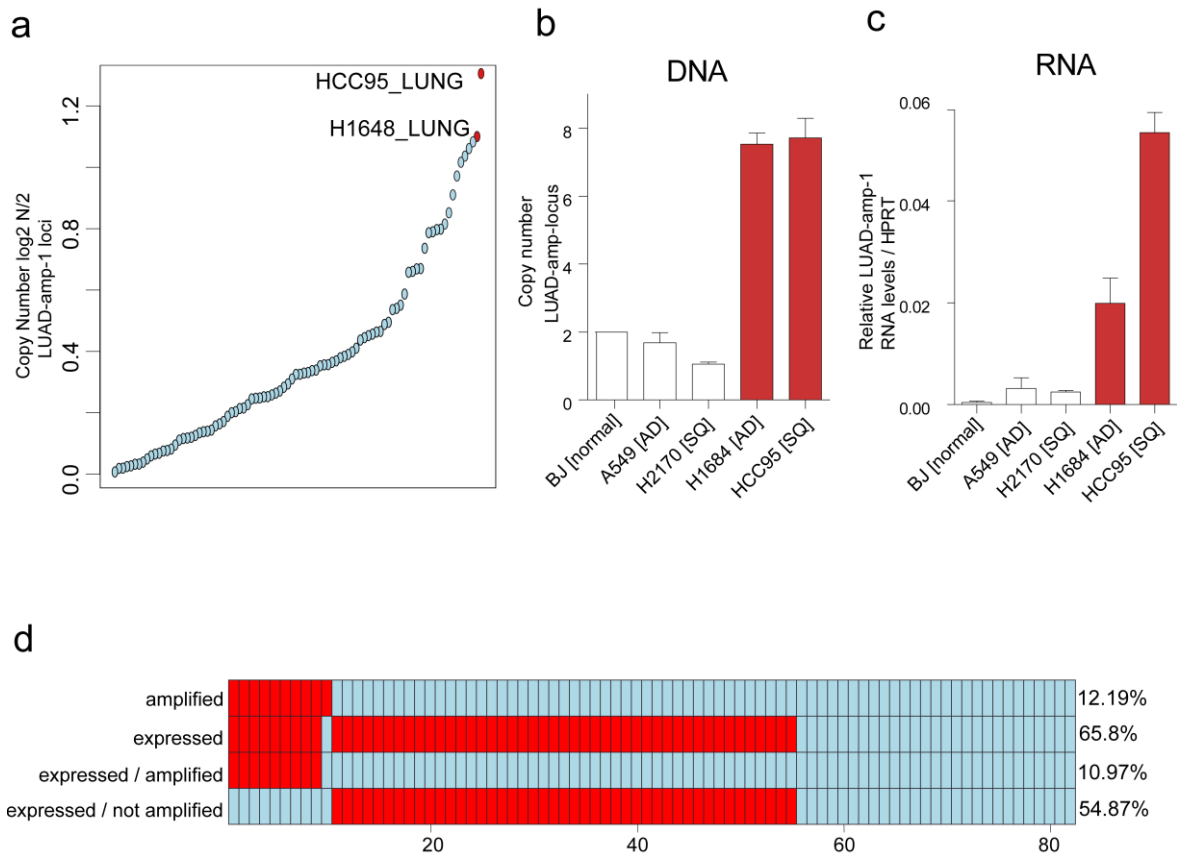 a
HCC95_LUNG
H1648_LUNG
Copy Number log2 N/2
LUAD-amp-1 loci
1.2
0.8
0.4
0.0
b
DNA
Copy number
LUAD-amp-locus
8
6
4
2
0
BJ [normal]
A549 [AD]
H2170 [SQ]
H1684 [AD]
HCC95 [SQ]
c
RNA
Relative LUAD-amp-1
RNA levels / HPRT
0.06
0.04
0.02
0.00
BJ [normal]
A549 [AD]
H2170 [SQ]
H1684 [AD]
HCC95 [SQ]
d
amplified 12.19%
expressed 65.8%
expressed / amplified 10.97%
expressed / not amplified 54.87%
20 40 60 80